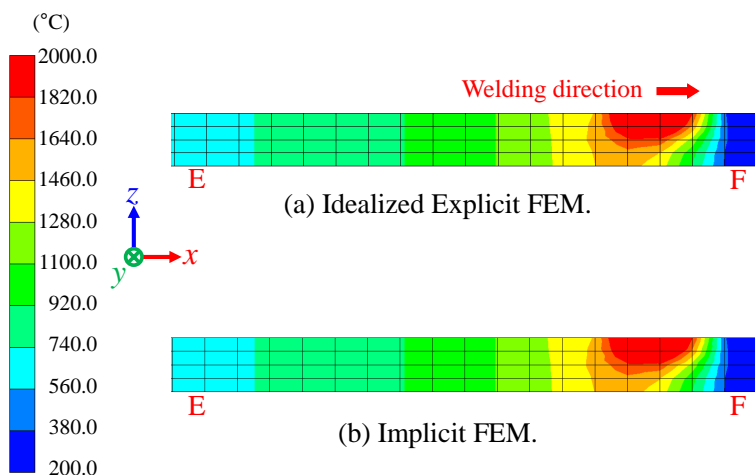 (°C)
2000.0
1820.0
1640.0
1460.0
1280.0
1100.0
920.0
740.0
560.0
380.0
200.0
z
y
x
Welding direction
E
F
(a) Idealized Explicit FEM.
E
F
(b) Implicit FEM.